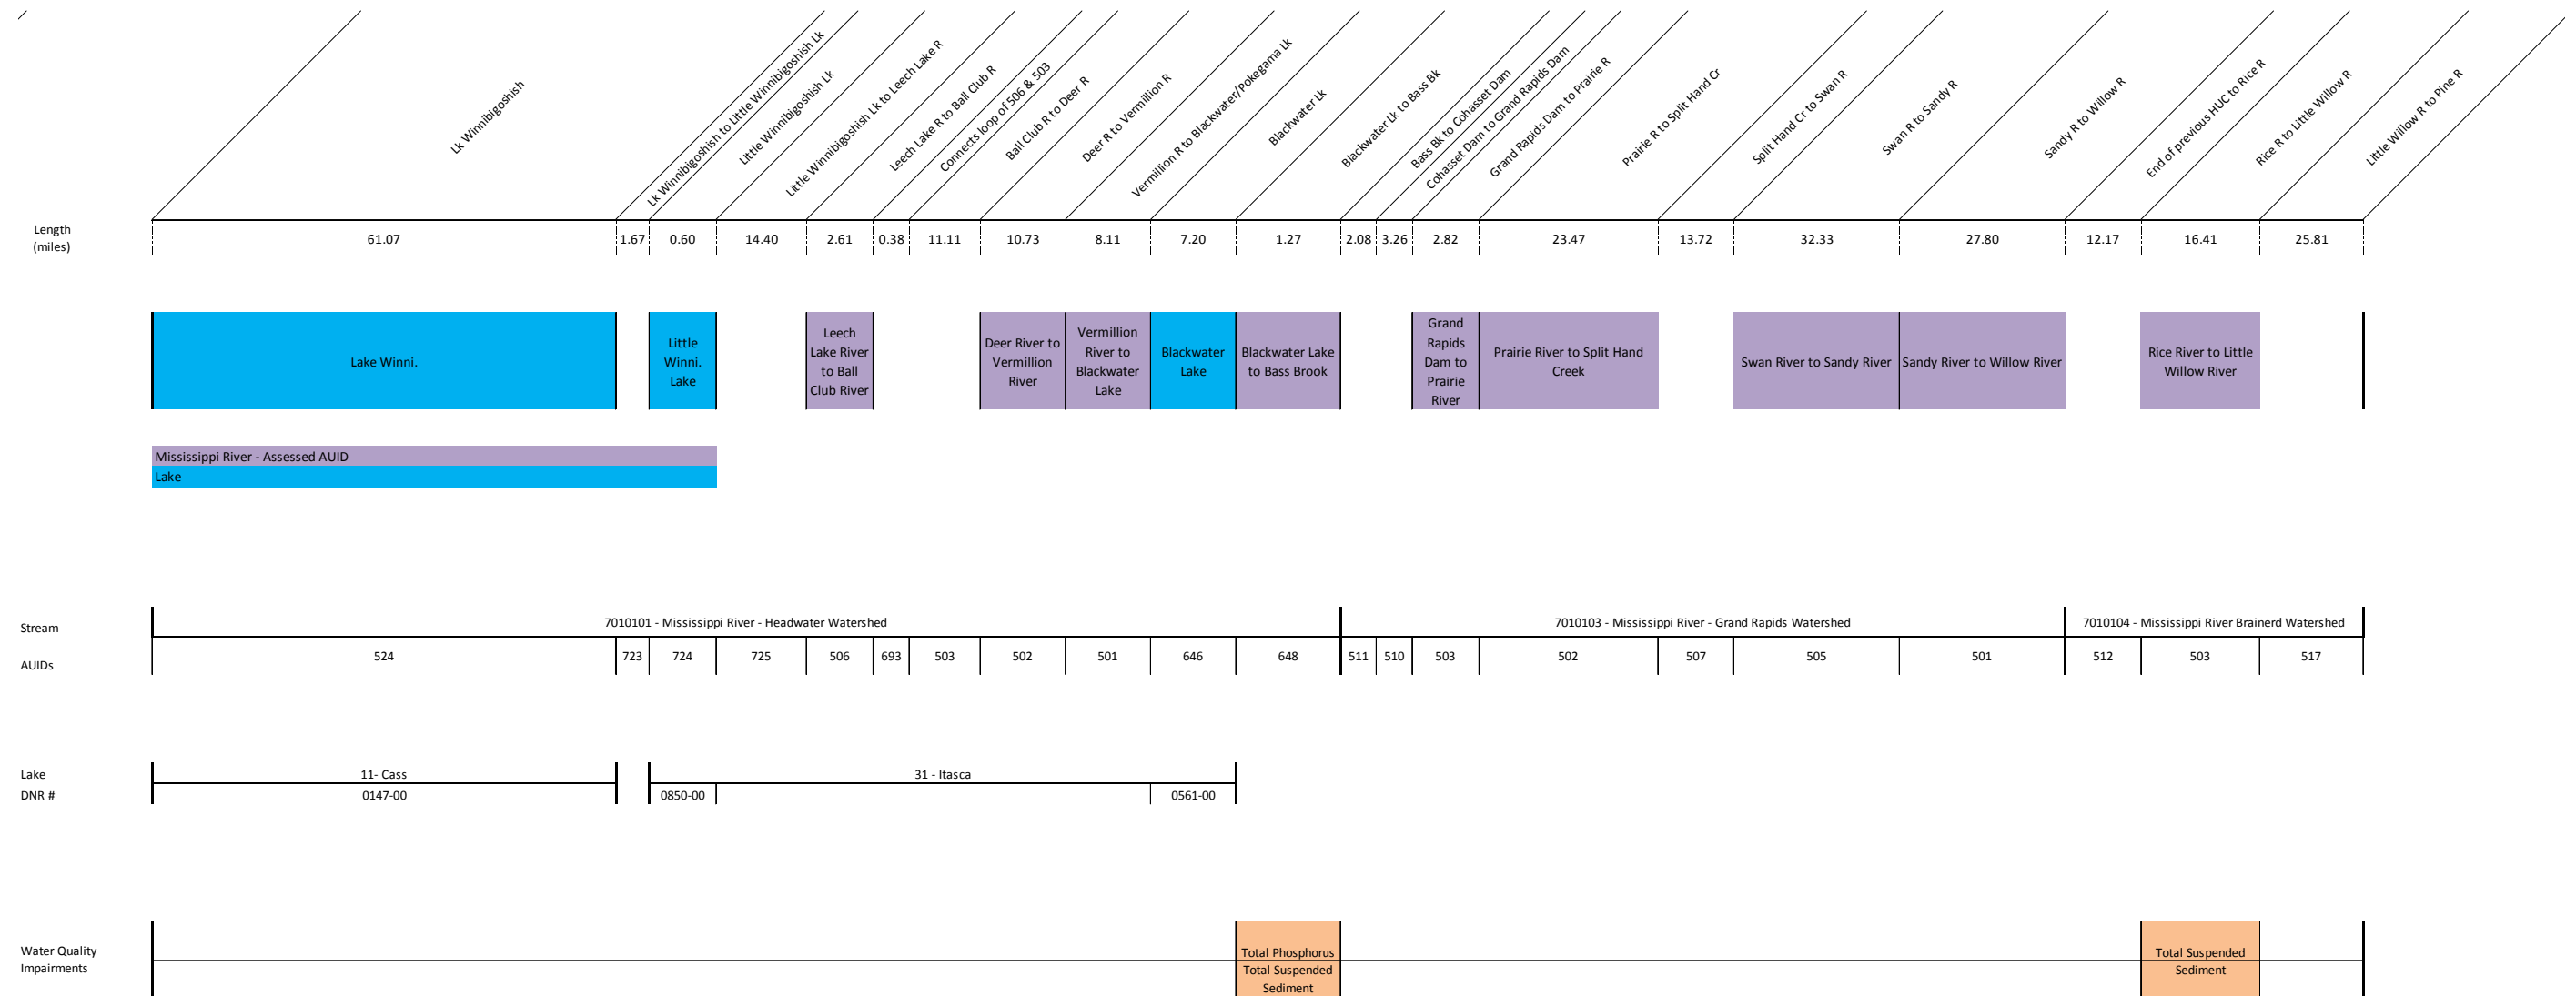 Lk Winnibigoshish
Lk Winnibigoshish to Little Winnibigoshish Lk
Little Winnibigoshish Lk
Little Winnibigoshish Lk to Leech Lake R
Leech Lake R to Ball Club R
Connects loop of 506 & 503
Ball Club R to Deer R
Deer R to Vermillion R
Vermillion R to Blackwater/Pokegama Lk
Blackwater Lk
Blackwater Lk to Bass Bk
Bass Bk to Cohasset Dam
Cohasset Dam to Grand Rapids Dam
Grand Rapids Dam to Prairie R
Prairie R to Split Hand Cr
Split Hand Cr to Swan R
Swan R to Sandy R
Sandy R to Willow R
End of previous HUC to Rice R
Rice R to Little Willow R
Little Willow R to Pine R
Length
(miles)
61.07 1.67 0.60 14.40 2.61 0.38 11.11 10.73 8.11 7.20 1.27 2.08 3.26 2.82 23.47 13.72 32.33 27.80 12.17 16.41 25.81
Lake Winni.
Little
Winni.
Lake
Leech
Lake River
to Ball
Club River
Deer River to
Vermillion
River
Vermillion
River to
Blackwater
Lake
Blackwater
Lake
Blackwater Lake
to Bass Brook
Grand
Rapids
Dam to
Prairie
River
Prairie River to Split Hand
Creek
Swan River to Sandy River
Sandy River to Willow River
Rice River to Little
Willow River
Mississippi River - Assessed AUID
Lake
Stream
AUIDs
7010101 - Mississippi River - Headwater Watershed
7010103 - Mississippi River - Grand Rapids Watershed
7010104 - Mississippi River Brainerd Watershed
524 723 724 725 506 693 503 502 501 646 648 511 510 503 502 507 505 501 512 503 517
Lake
DNR #
11- Cass
31 - Itasca
0147-00
0850-00
0561-00
Water Quality
Impairments
Total Phosphorus
Total Suspended
Sediment
Total Suspended
Sediment